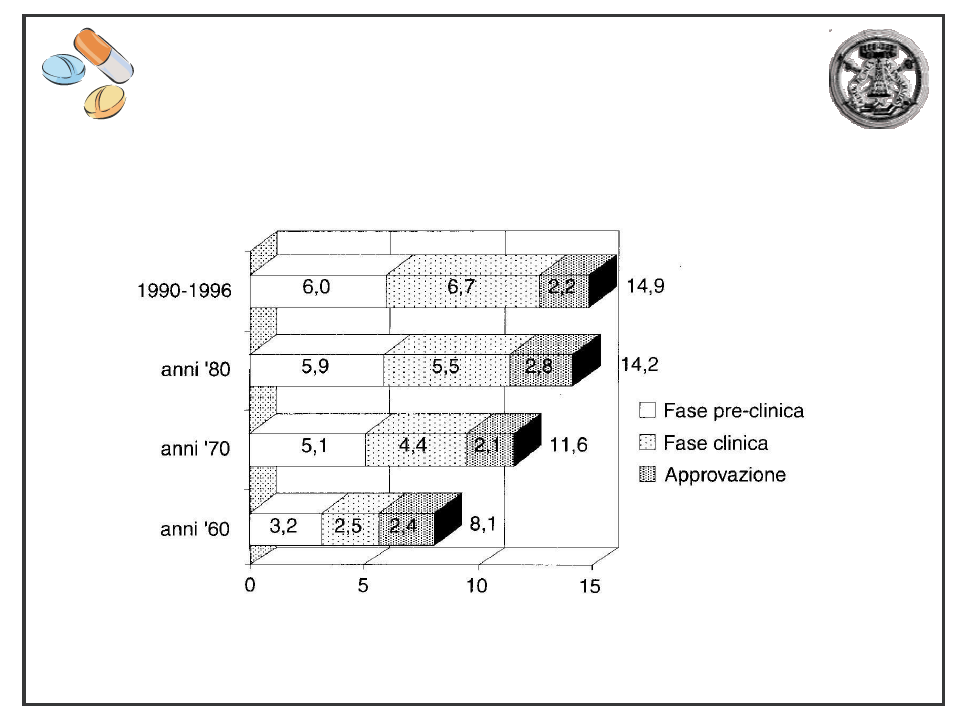 1990-1996 6,0 6,7 2,2 14,9
anni '80 5,9 5,5 2,8 14,2
anni '70 5,1 4,4 2,1 11,6
anni '60 3,2 2,5 2,4 8,1
0 5 10 15
Fase pre-clinica
Fase clinica
Approvazione